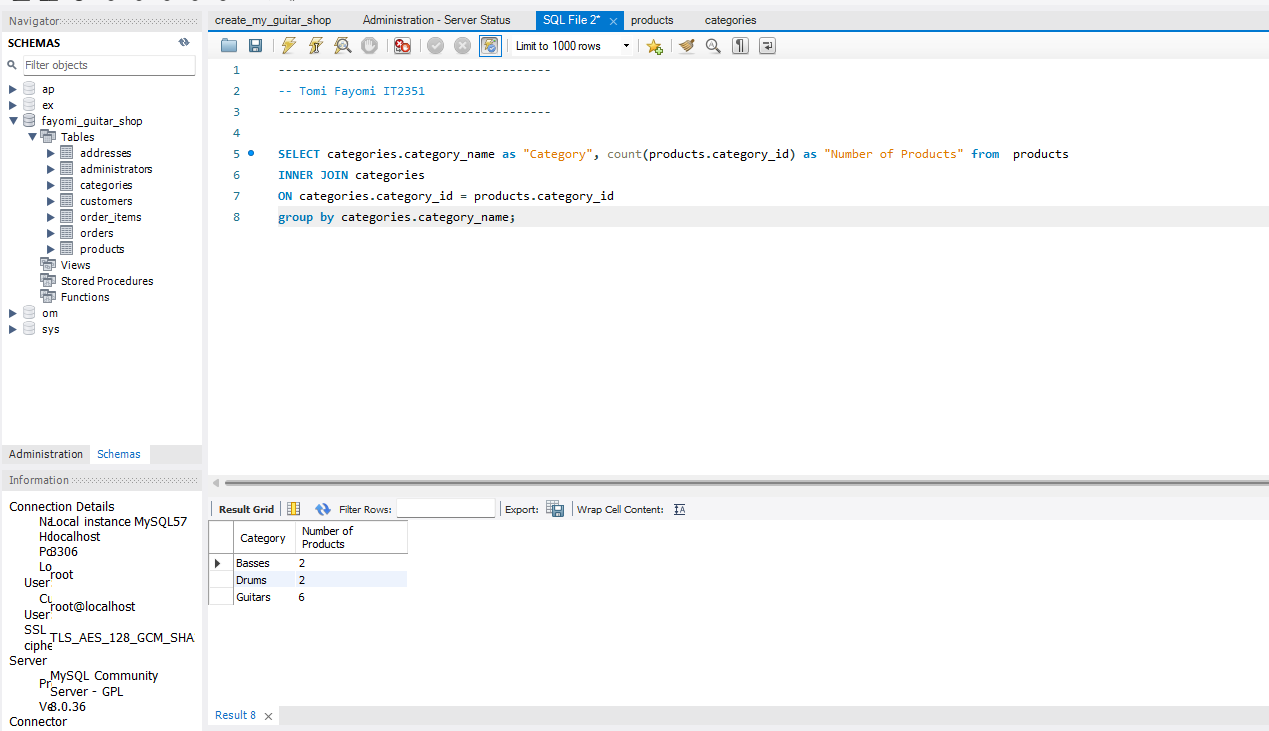 Navigator
SCHEMAS
Filter objects
ap
ex
fayomi_guitar_shop
Tables
addresses
administrators
categories
customers
order_items
orders
products
Views
Stored Procedures
Functions
om
sys
Administration Schemas
Information
Connection Details
Local instance MySQL57
localhost
3306
Lo
root
User
Cu
root@localhost
User
SSL
TLS_AES_128_GCM_SHA
ciphe
Server
MySQL Community
Server - GPL
8.0.36
Connector
create_my_guitar_shop Administration - Server Status SQL File 2* products categories
Limit to 1000 rows
1 ---------------------------------------
2 -- Tomi Fayomi IT2351
3 ---------------------------------------
4
5 SELECT categories.category_name as "Category", count(products.category_id) as "Number of Products" from products
6 INNER JOIN categories
7 ON categories.category_id = products.category_id
8 group by categories.category_name;
Result Grid Filter Rows: Export: Wrap Cell Content:
Category Number of
Products
Basses 2
Drums 2
Guitars 6
Result 8